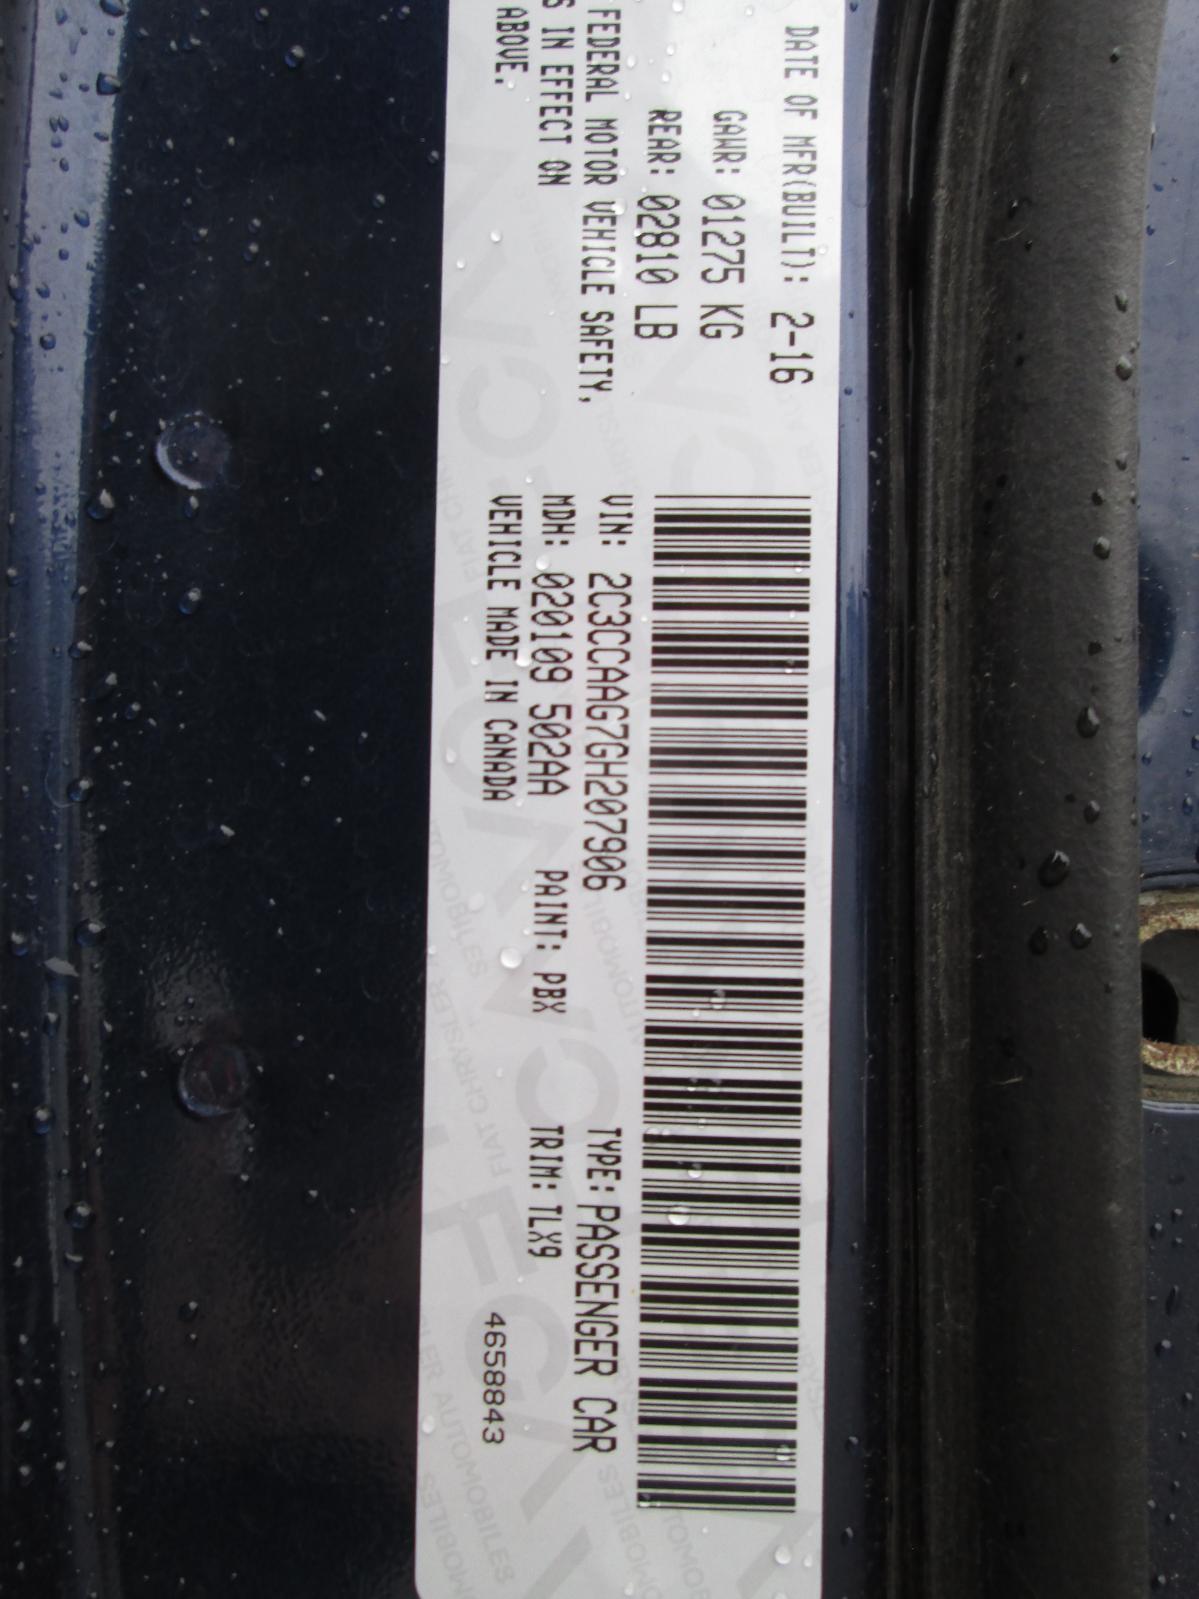 DATE OF MFR(BUILT): 2-16
GAWR: 01275 KG
REAR: 02810 LB
FEDERAL MOTOR VEHICLE SAFETY,
S IN EFFECT ON
ABOVE.
VIN: 2C3CCAAG7GH207906
TYPE: PASSENGER CAR
MDH: 020109 502AA
PAINT: PBX
TRIM: TLX9
VEHICLE MADE IN CANADA
4658843